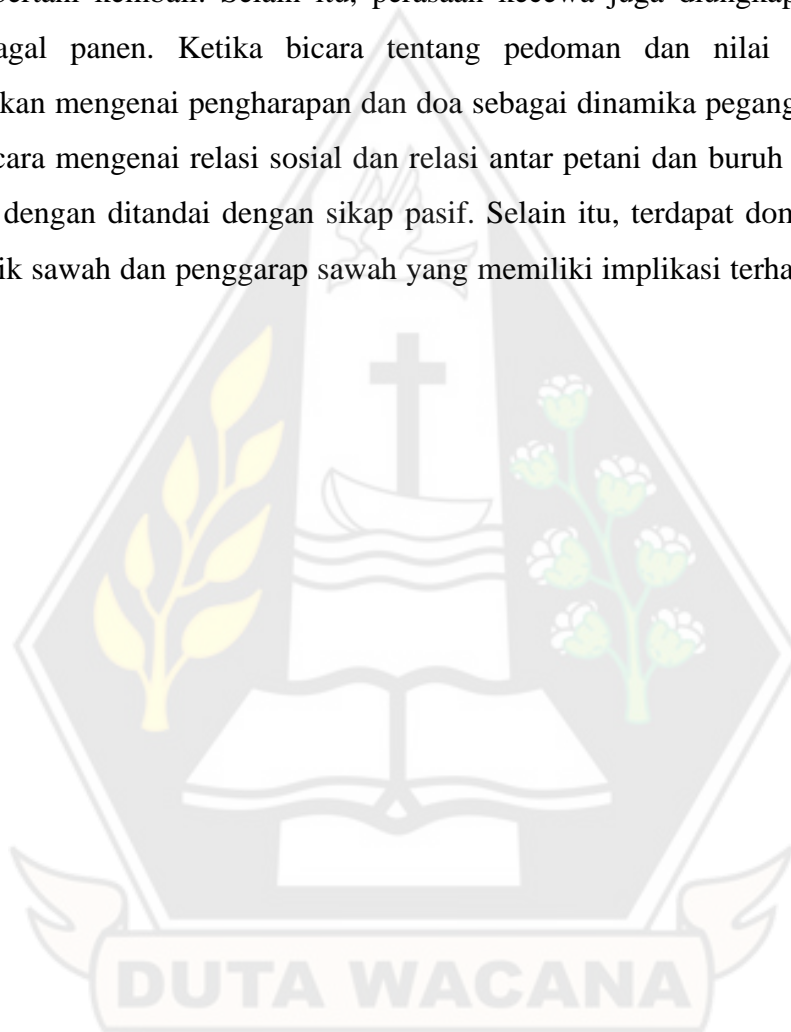 bertani kembali. Selain itu, perasaan kecewa juga diungkap
agal panen. Ketika bicara tentang pedoman dan nilai
kan mengenai pengharapan dan doa sebagai dinamika pegang
cara mengenai relasi sosial dan relasi antar petani dan buruh
dengan ditandai dengan sikap pasif. Selain itu, terdapat don
ik sawah dan penggarap sawah yang memiliki implikasi terha
DUTA WACANA